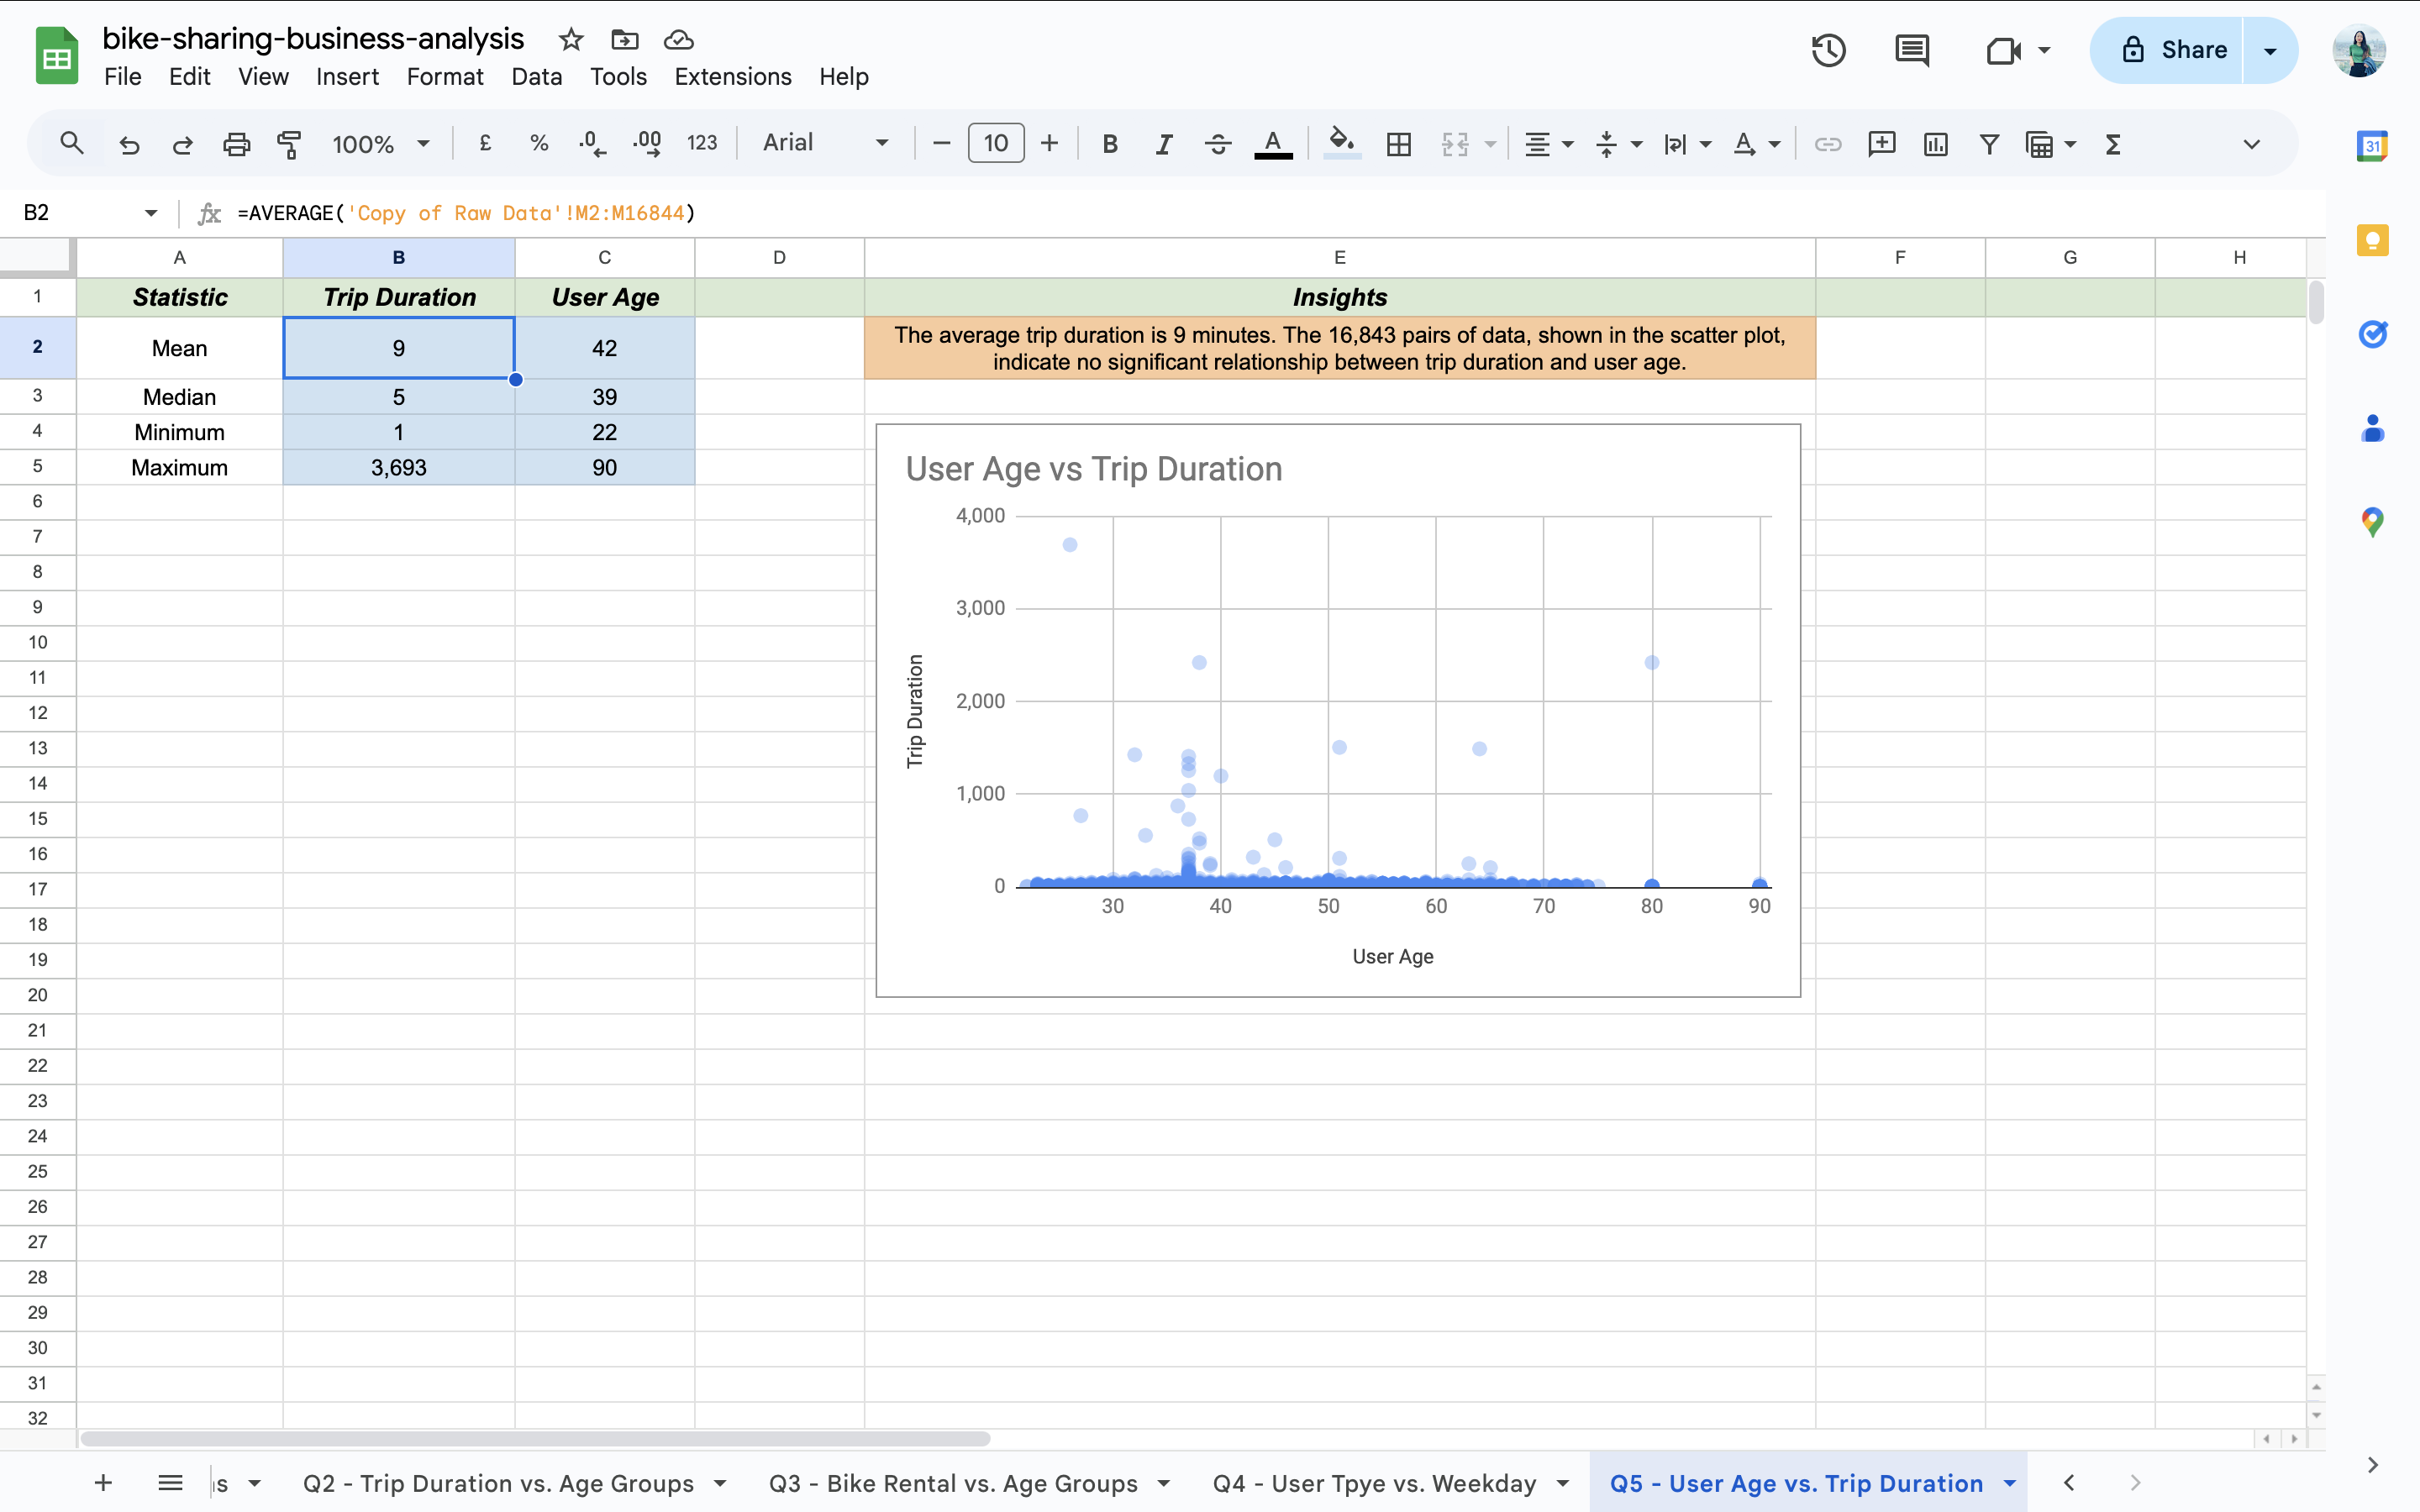 bike-sharing-business-analysis
File Edit View Insert Format Data Tools Extensions Help
Share
100% £ % .0 .00 123 Arial 10 B I S A A Σ
31
B2 fx =AVERAGE('Copy of Raw Data'!M2:M16844)
A B C D E F G H
1 Statistic Trip Duration User Age Insights
2 Mean 9 42 The average trip duration is 9 minutes. The 16,843 pairs of data, shown in the scatter plot,
indicate no significant relationship between trip duration and user age.
3 Median 5 39
4 Minimum 1 22
5 Maximum 3,693 90
6
7
8
9
10
11
12
13
14
15
16
17
18
19
20
21
22
23
24
25
26
27
28
29
30
31
32
User Age vs Trip Duration
4,000
3,000
2,000
1,000
0
Trip Duration
30 40 50 60 70 80 90
User Age
s Q2 - Trip Duration vs. Age Groups Q3 - Bike Rental vs. Age Groups Q4 - User Tpye vs. Weekday Q5 - User Age vs. Trip Duration